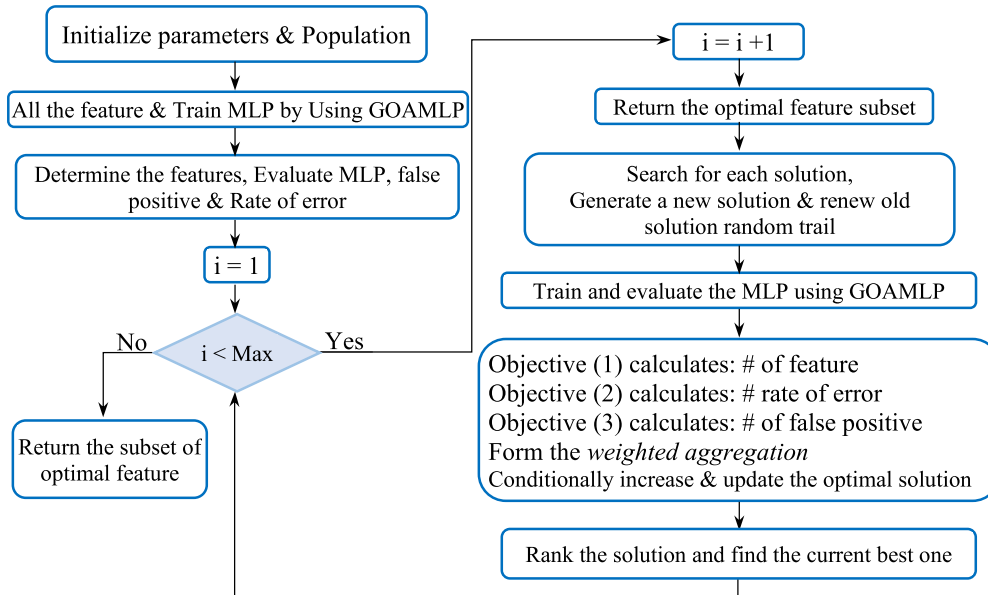 Initialize parameters & Population
All the feature & Train MLP by Using GOAMLP
Determine the features, Evaluate MLP, false
positive & Rate of error
i = 1
i < Max
No
Yes
Return the subset of
optimal feature
i = i +1
Return the optimal feature subset
Search for each solution,
Generate a new solution & renew old
solution random trail
Train and evaluate the MLP using GOAMLP
Objective (1) calculates: # of feature
Objective (2) calculates: # rate of error
Objective (3) calculates: # of false positive
Form the weighted aggregation
Conditionally increase & update the optimal solution
Rank the solution and find the current best one